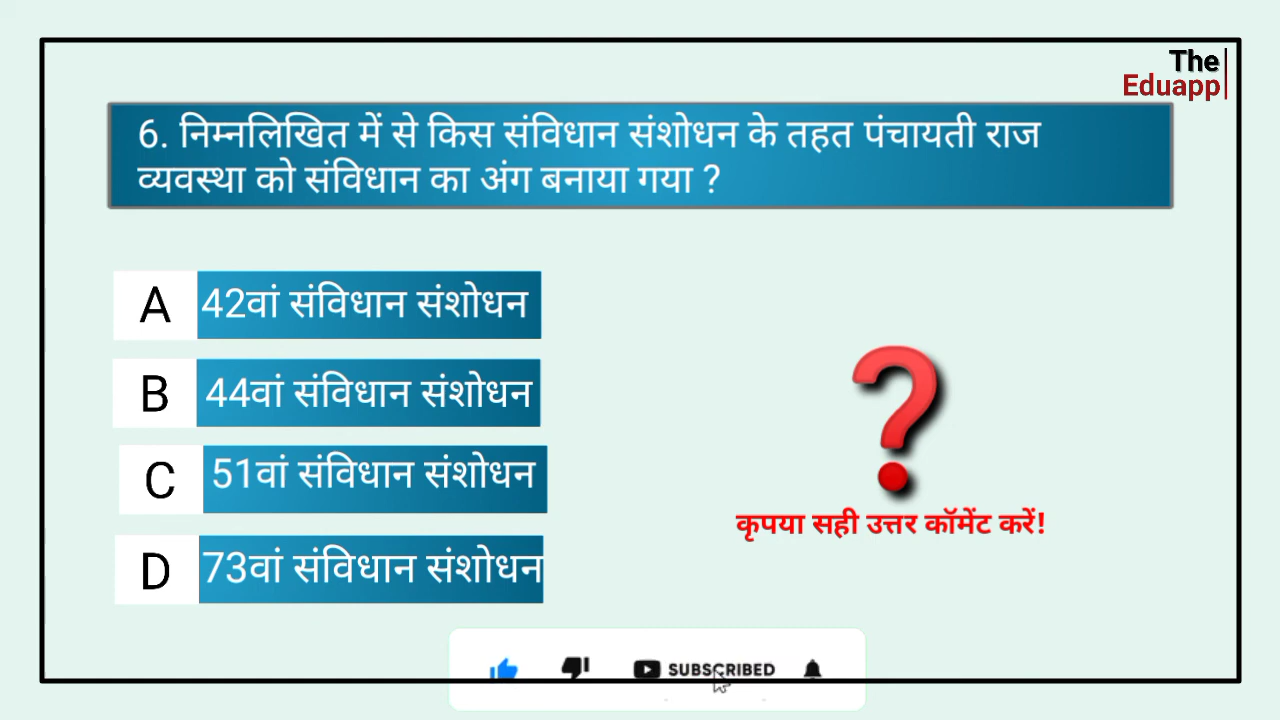 The
Eduapp
6. निम्नलिखित में से किस संविधान संशोधन के तहत पंचायती राज
व्यवस्था को संविधान का अंग बनाया गया ?
A 42वां संविधान संशोधन
B 44वां संविधान संशोधन
C 51वां संविधान संशोधन
D 73वां संविधान संशोधन
कृपया सही उत्तर कॉमेंट करें!
SUBSCRIBED